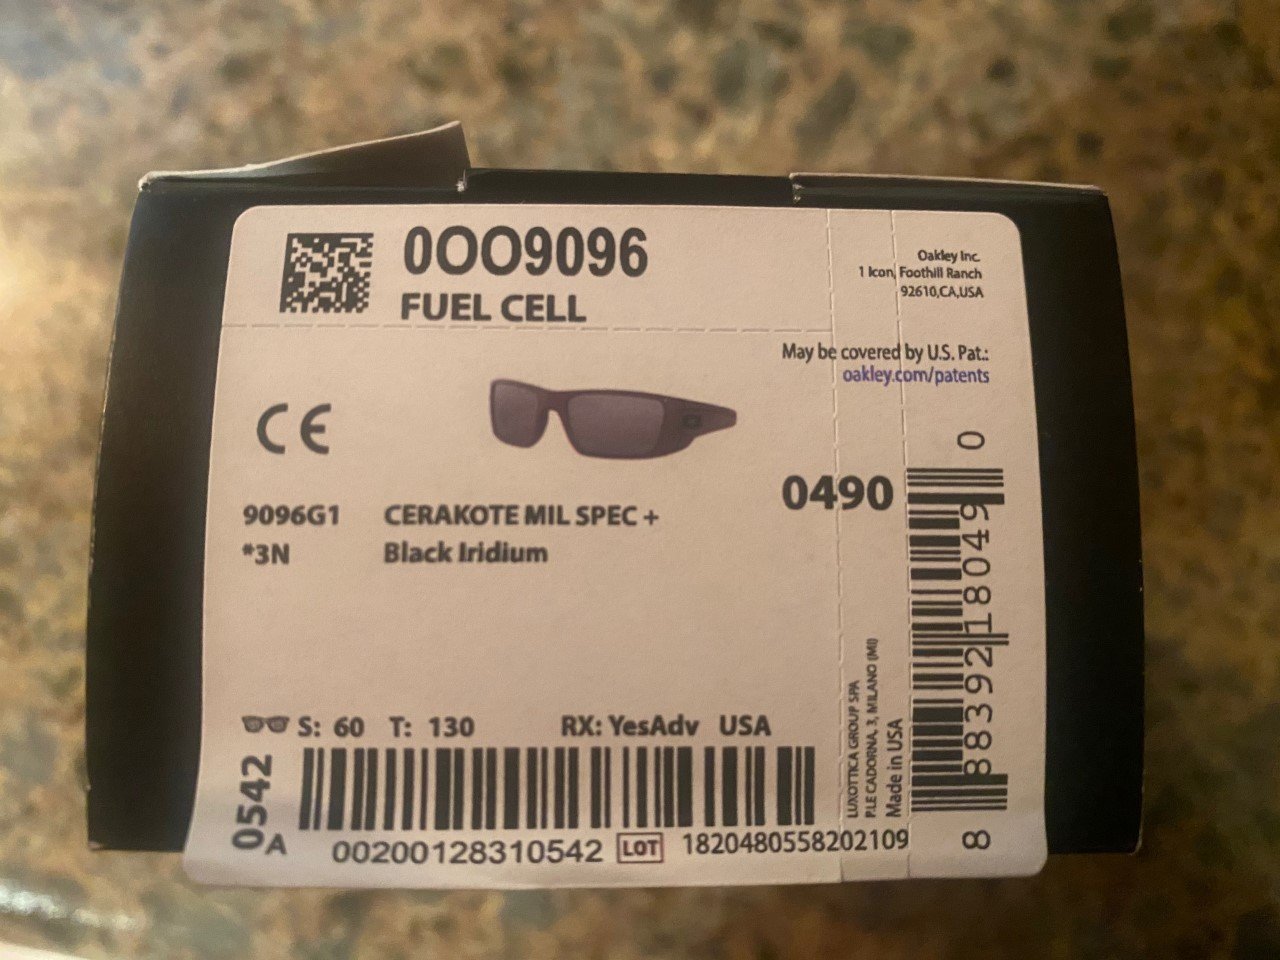 0OO9096
FUEL CELL
Oakley Inc.
1 Icon, Foothill Ranch
92610,CA,USA
May be covered by U.S. Pat.:
oakley.com/patents
CE
0490
9096G1 CERAKOTE MIL SPEC +
*3N Black Iridium
S: 60 T: 130 RX: YesAdv USA
0542
A
00200128310542 LOT 1820480558202109
LUXOTTICA GROUP SPA
P.LE CADORNA, 3, MILANO (MI)
Made in USA
8 88392 18049 0